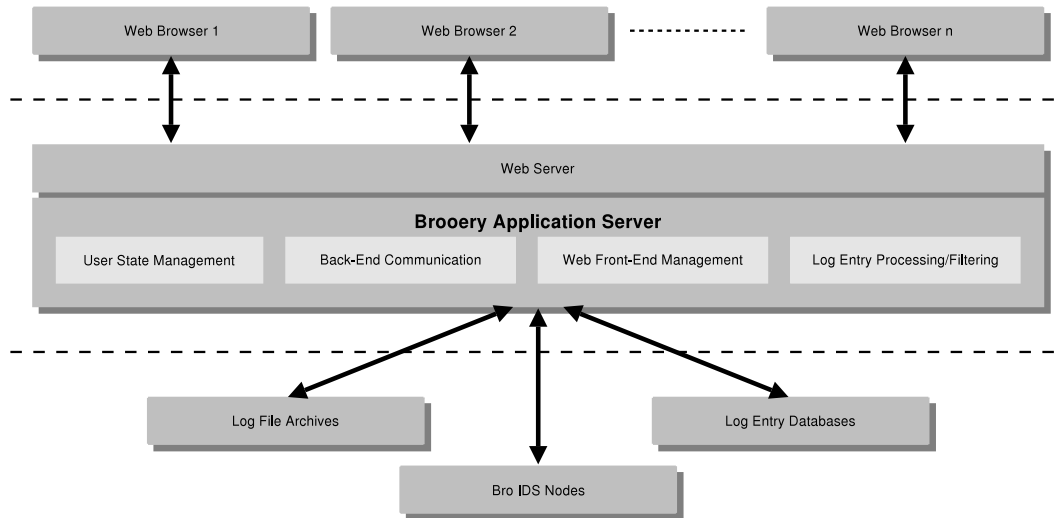 Web Browser 1
Web Browser 2
Web Browser n
Web Server
Brooery Application Server
User State Management
Back-End Communication
Web Front-End Management
Log Entry Processing/Filtering
Log File Archives
Log Entry Databases
Bro IDS Nodes